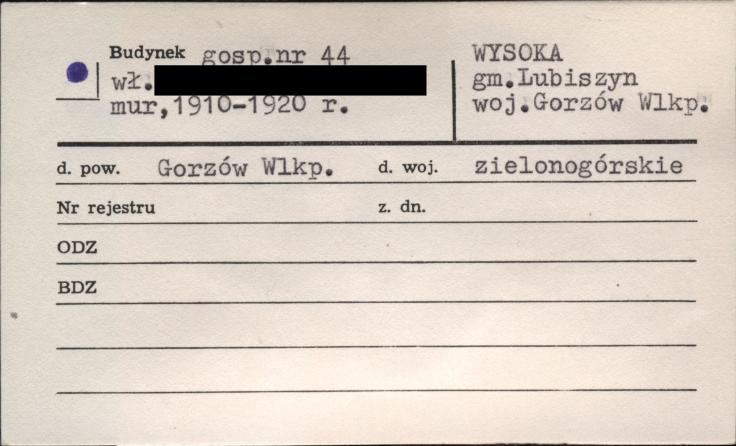 Budynek gosp.nr 44
wł.
mur,1910-1920 r.
WYSOKA
gm.Lubiszyn
woj.Gorzów Wlkp.
d. pow. Gorzów Wlkp. d. woj. zielonogórskie
Nr rejestru z. dn.
ODZ
BDZ